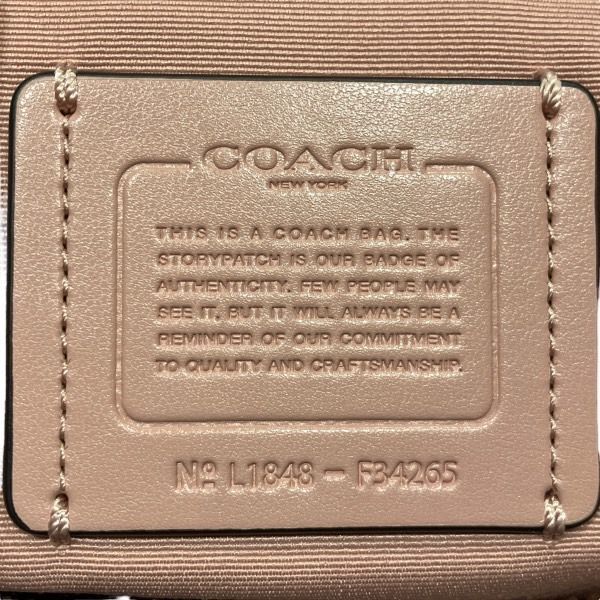 COACH
NEW YORK
THIS IS A COACH BAG. THE
STORYPATCH IS OUR BADGE OF
AUTHENTICITY. FEW PEOPLE MAY
SEE IT, BUT IT WILL ALWAYS BE A
REMINDER OF OUR COMMITMENT
TO QUALITY AND CRAFTSMANSHIP.
Nº L1848 - F34265